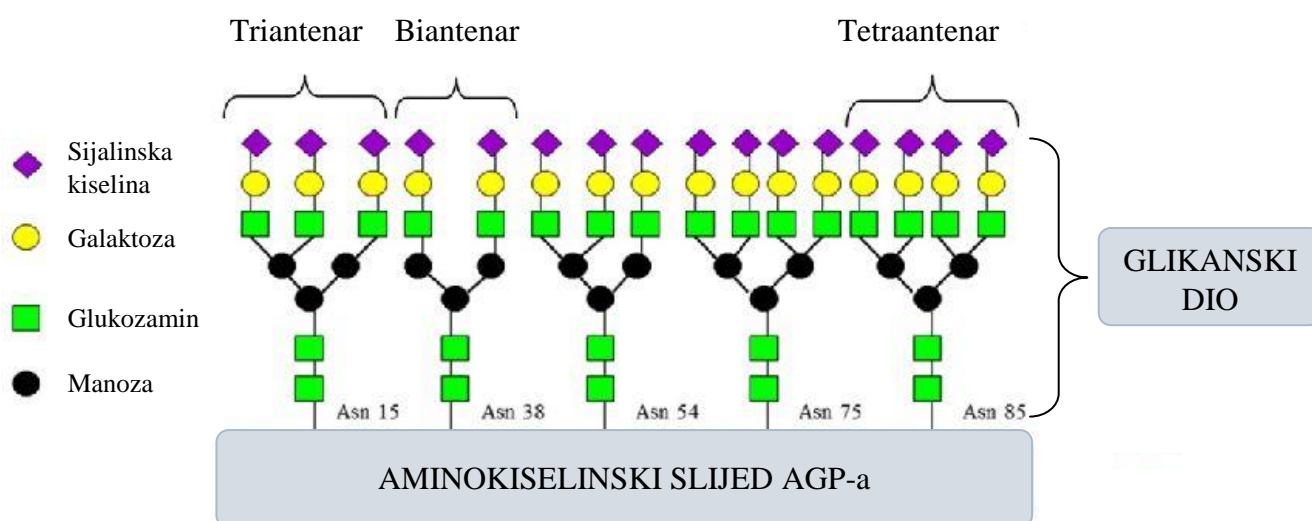 Triantenar Biantenar Tetraantenar
Sijalinska
kiselina
Galaktoza
Glukozamin
Manoza
GLIKANSKI
DIO
Asn 15 Asn 38 Asn 54 Asn 75 Asn 85
AMINOKISELINSKI SLIJED AGP-a